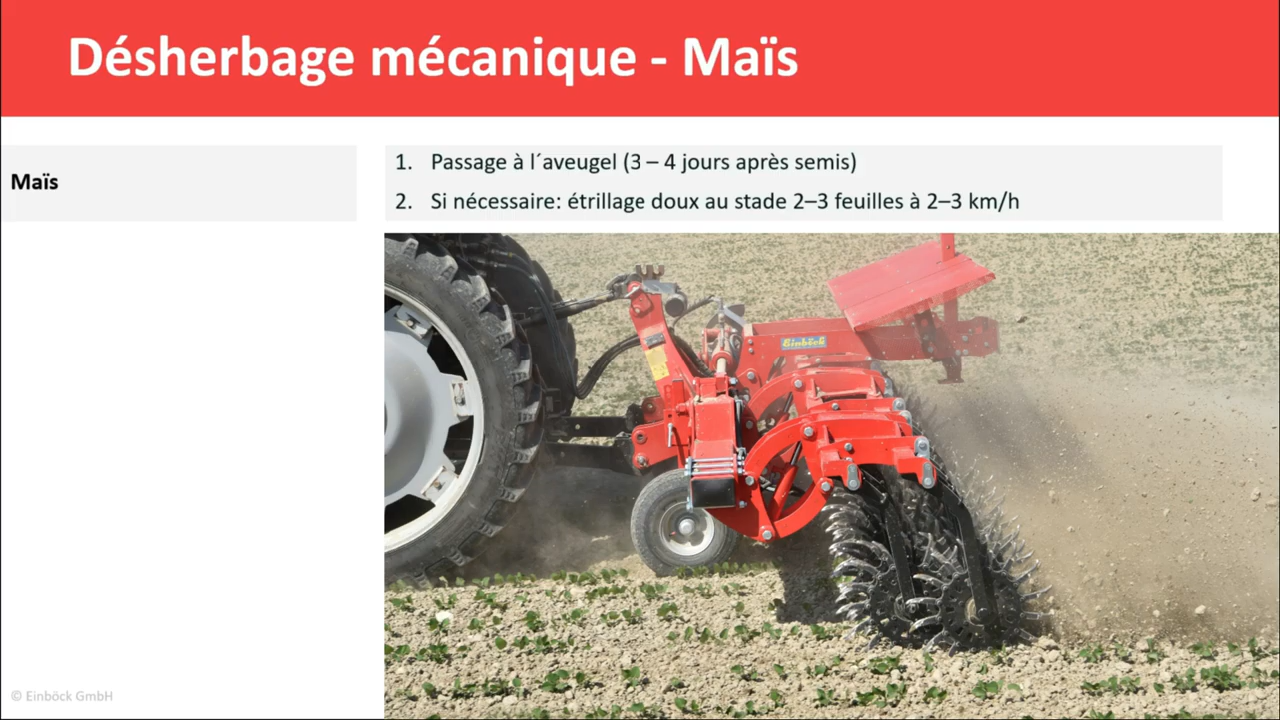 Désherbage mécanique - Maïs
Maïs
1. Passage à l´aveugel (3 – 4 jours après semis)
2. Si nécessaire: étrillage doux au stade 2–3 feuilles à 2–3 km/h
Einböck
© Einböck GmbH